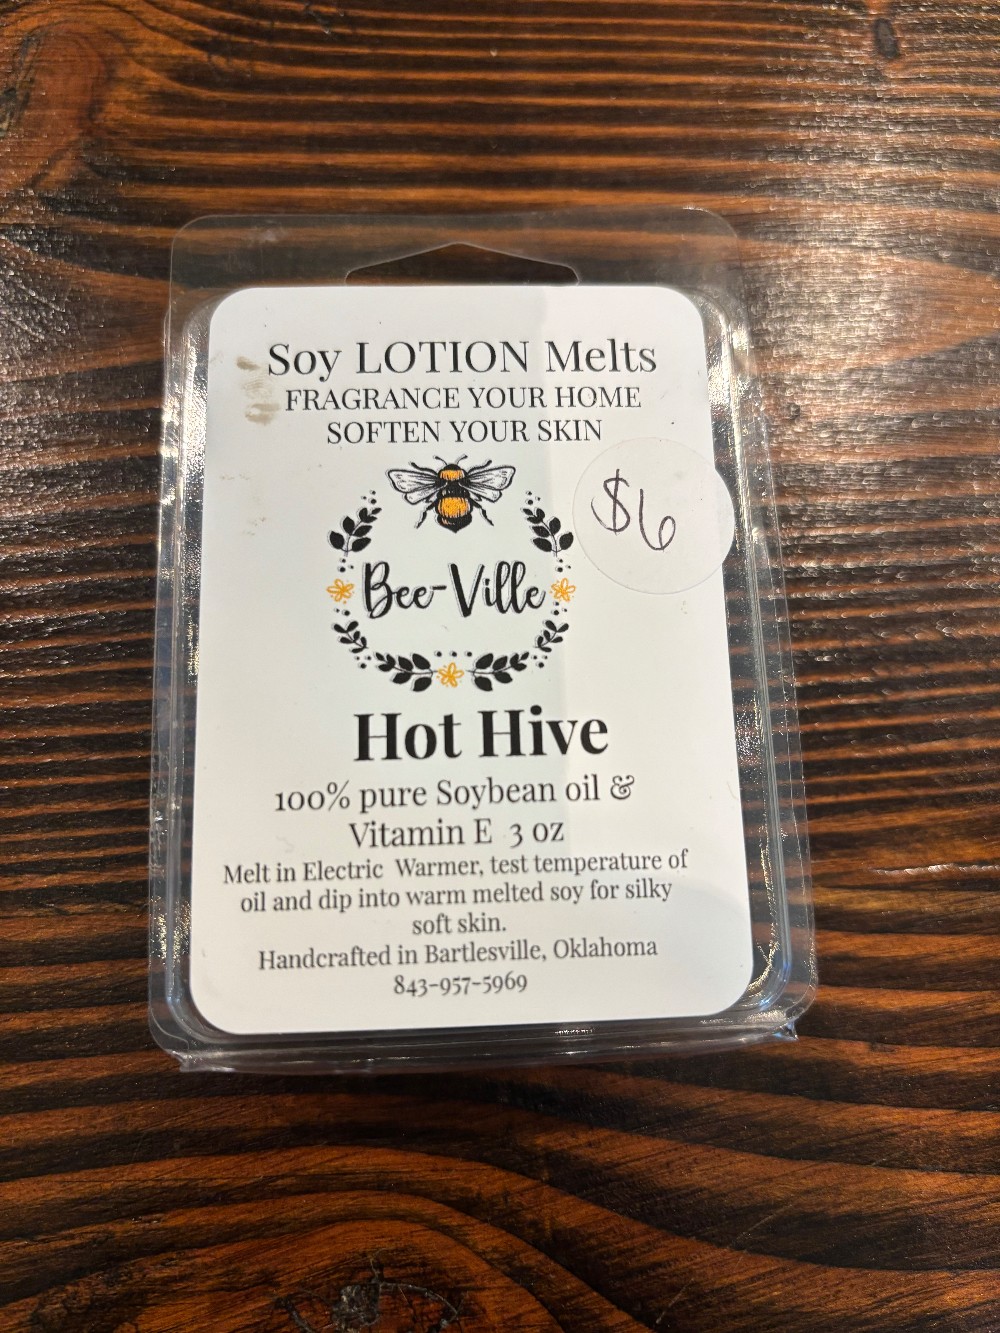 Soy LOTION Melts
FRAGRANCE YOUR HOME
SOFTEN YOUR SKIN
$6
Bee-Ville
Hot Hive
100% pure Soybean oil &
Vitamin E 3 oz
Melt in Electric Warmer, test temperature of
oil and dip into warm melted soy for silky
soft skin.
Handcrafted in Bartlesville, Oklahoma
843-957-5969